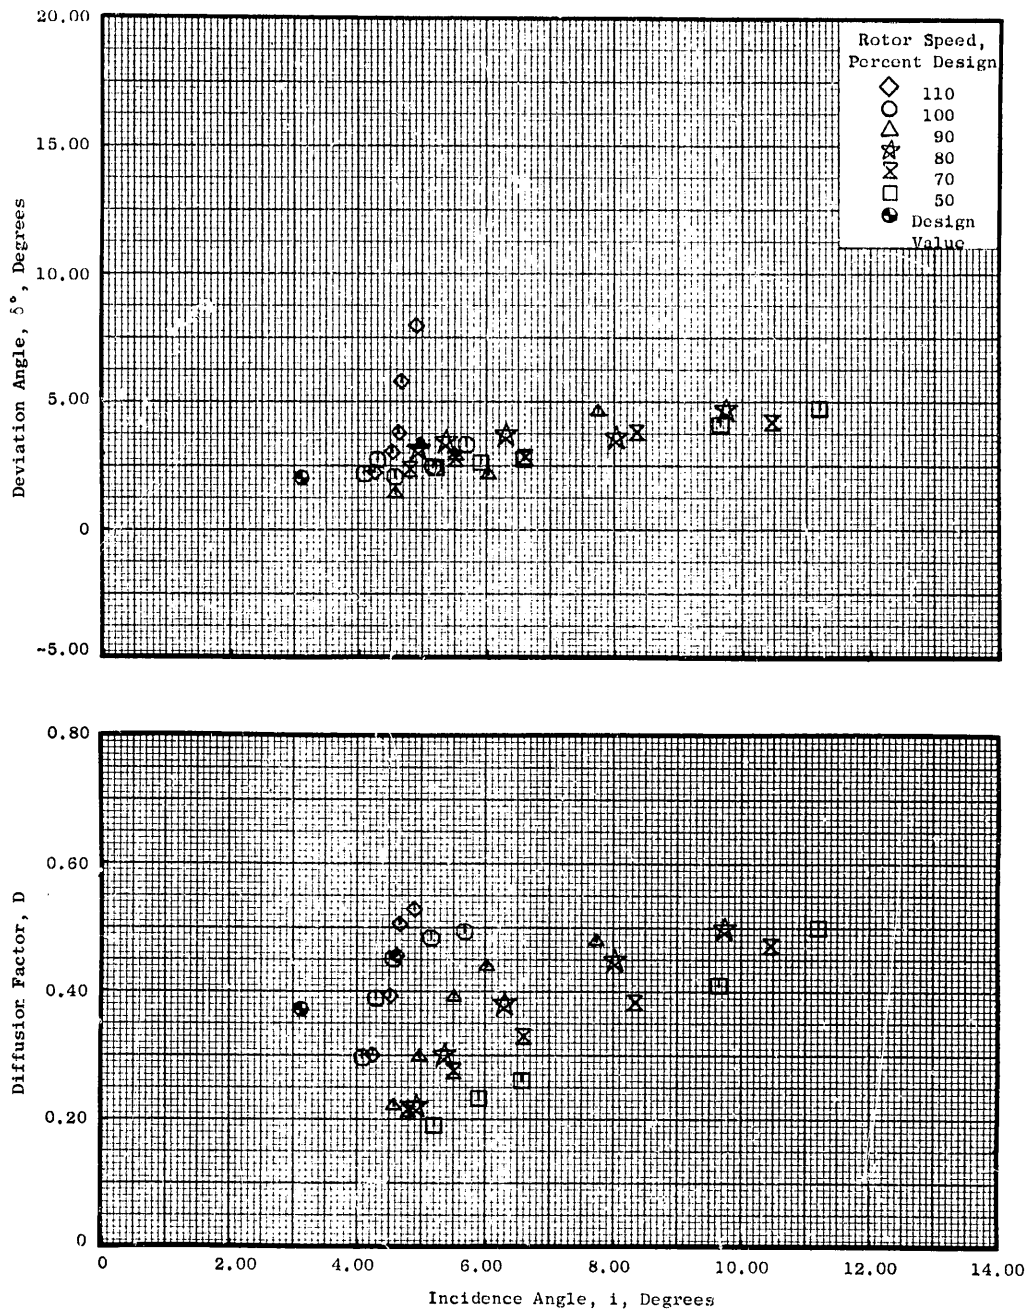 20.00
15.00
10.00
5.00
0
-5.00
Deviation Angle, δ°, Degrees
Rotor Speed,
Percent Design
110
100
90
80
70
50
Design
Value
0.80
0.60
0.40
0.20
0
Diffusion Factor, D
0 2.00 4.00 6.00 8.00 10.00 12.00 14.00
Incidence Angle, i, Degrees